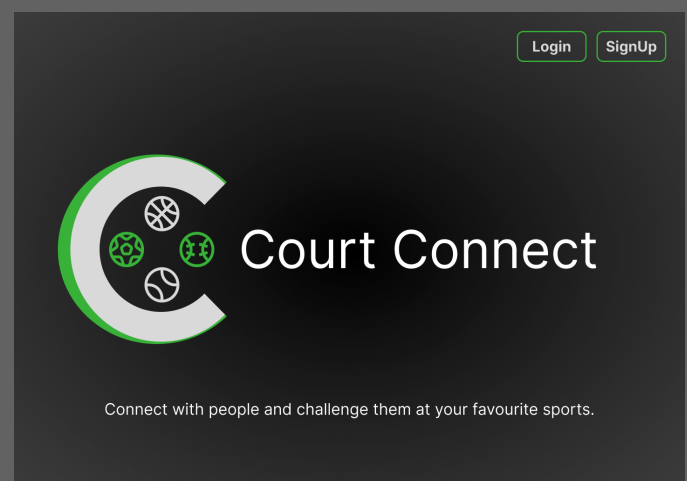 Login SignUp
Court Connect
Connect with people and challenge them at your favourite sports.